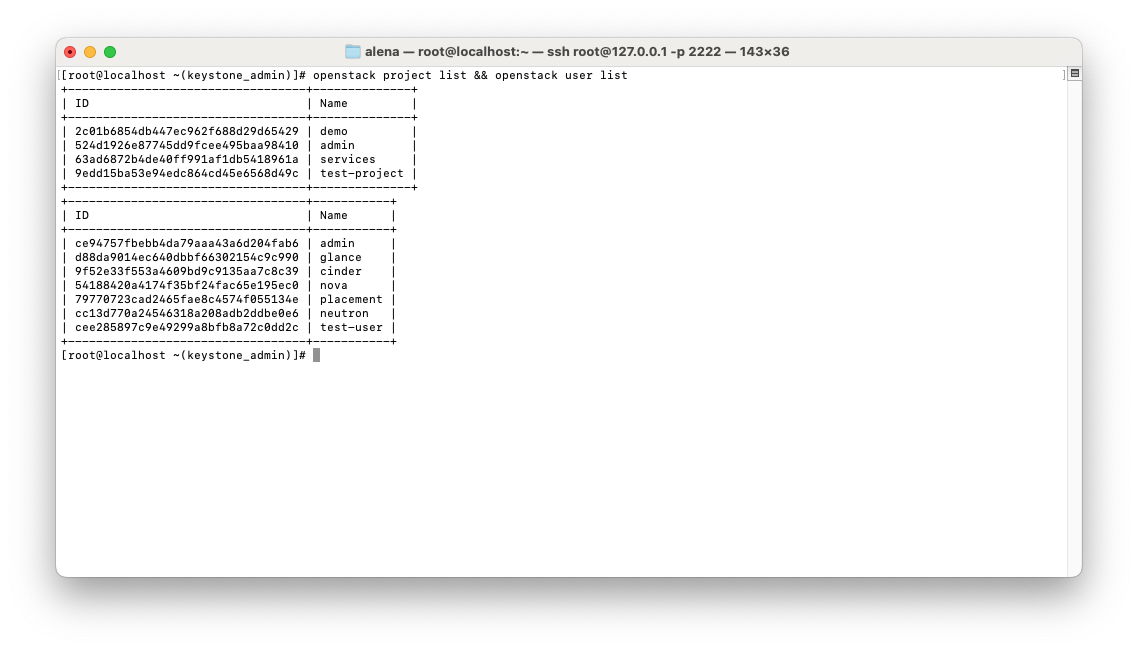 alena — root@localhost:~ — ssh root@127.0.0.1 -p 2222 — 143×36
[[root@localhost ~(keystone_admin)]# openstack project list && openstack user list ]
+----------------------------------+--------------+
| ID                               | Name         |
+----------------------------------+--------------+
| 2c01b6854db447ec962f688d29d65429 | demo         |
| 524d1926e87745dd9fcee495baa98410 | admin        |
| 63ad6872b4de40ff991af1db5418961a | services     |
| 9edd15ba53e94edc864cd45e6568d49c | test-project |
+----------------------------------+--------------+
+----------------------------------+-----------+
| ID                               | Name      |
+----------------------------------+-----------+
| ce94757fbebb4da79aaa43a6d204fab6 | admin     |
| d88da9014ec640dbbf66302154c9c990 | glance    |
| 9f52e33f553a4609bd9c9135aa7c8c39 | cinder    |
| 54188420a4174f35bf24fac65e195ec0 | nova      |
| 79770723cad2465fae8c4574f055134e | placement |
| cc13d770a24546318a208adb2ddbe0e6 | neutron   |
| cee285897c9e49299a8bfb8a72c0dd2c | test-user |
+----------------------------------+-----------+
[root@localhost ~(keystone_admin)]#